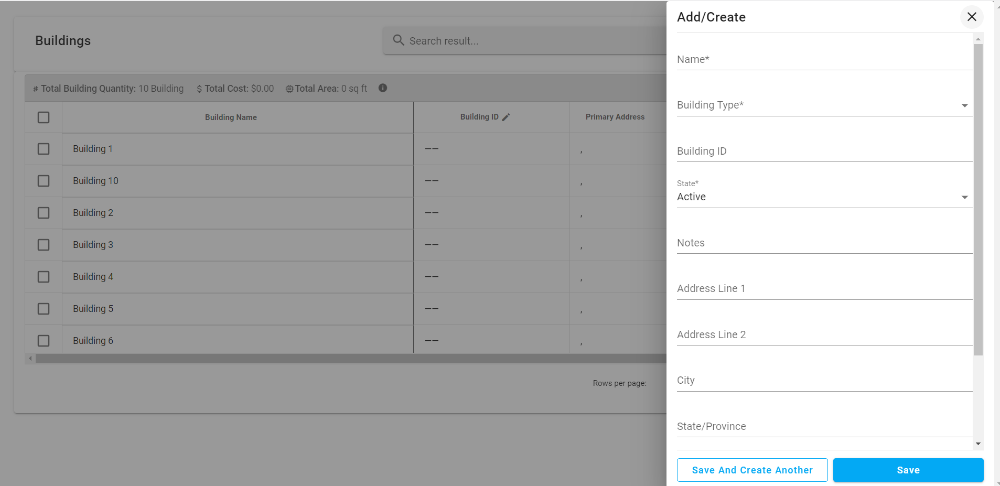 Buildings
Search result...
# Total Building Quantity: 10 Building $ Total Cost: $0.00 Total Area: 0 sq ft
Building Name Building ID Primary Address
Building 1 —— ,
Building 10 —— ,
Building 2 —— ,
Building 3 —— ,
Building 4 —— ,
Building 5 —— ,
Building 6 —— ,
Rows per page:
Add/Create
Name*
Building Type*
Building ID
State*
Active
Notes
Address Line 1
Address Line 2
City
State/Province
Save And Create Another
Save